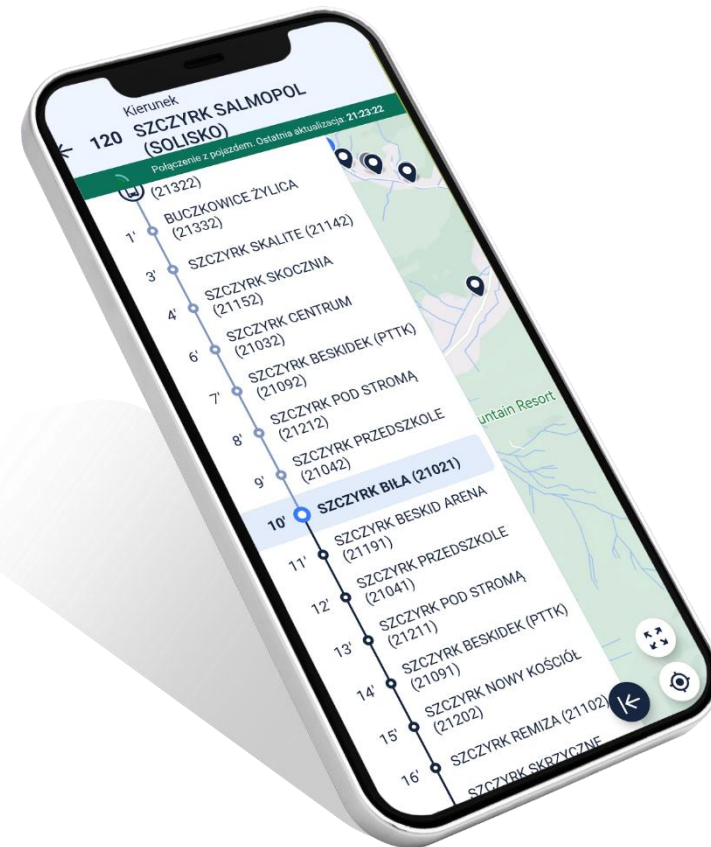 Kierunek
120 SZCZYRK SALMOPOL
(SOLISKO)
Połączenie z pojazdem. Ostatnia aktualizacja: 21:23:22
(21322)
1' BUCZKOWICE ŻYLICA
(21332)
3' SZCZYRK SKALITE (21142)
4' SZCZYRK SKOCZNIA
(21152)
6' SZCZYRK CENTRUM
(21032)
7' SZCZYRK BESKIDEK (PTTK)
(21092)
8' SZCZYRK POD STROMĄ
(21212)
9' SZCZYRK PRZEDSZKOLE
(21042)
10' SZCZYRK BIŁA (21021)
11' SZCZYRK BESKID ARENA
(21191)
12' SZCZYRK PRZEDSZKOLE
(21041)
13' SZCZYRK POD STROMĄ
(21211)
14' SZCZYRK BESKIDEK (PTTK)
(21091)
15' SZCZYRK NOWY KOŚCIÓŁ
(21202)
16' SZCZYRK REMIZA (21102)
SZCZYRK SKRZYCZNE
untain Resort